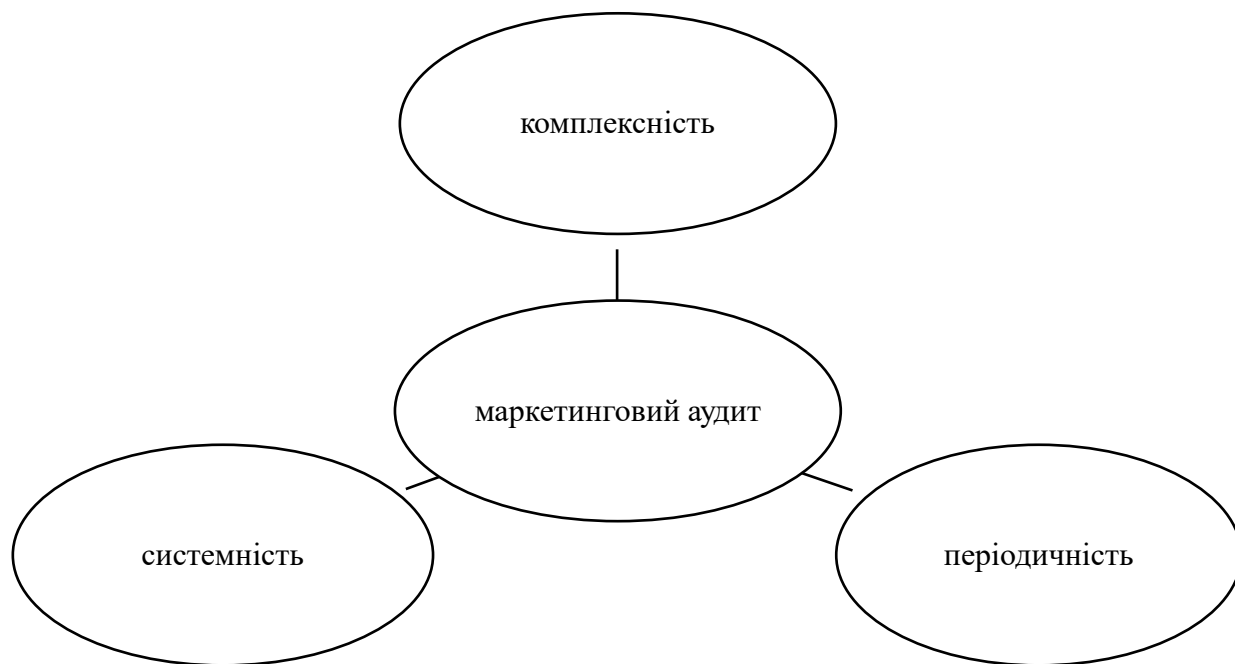 комплексність
маркетинговий аудит
системність
періодичність